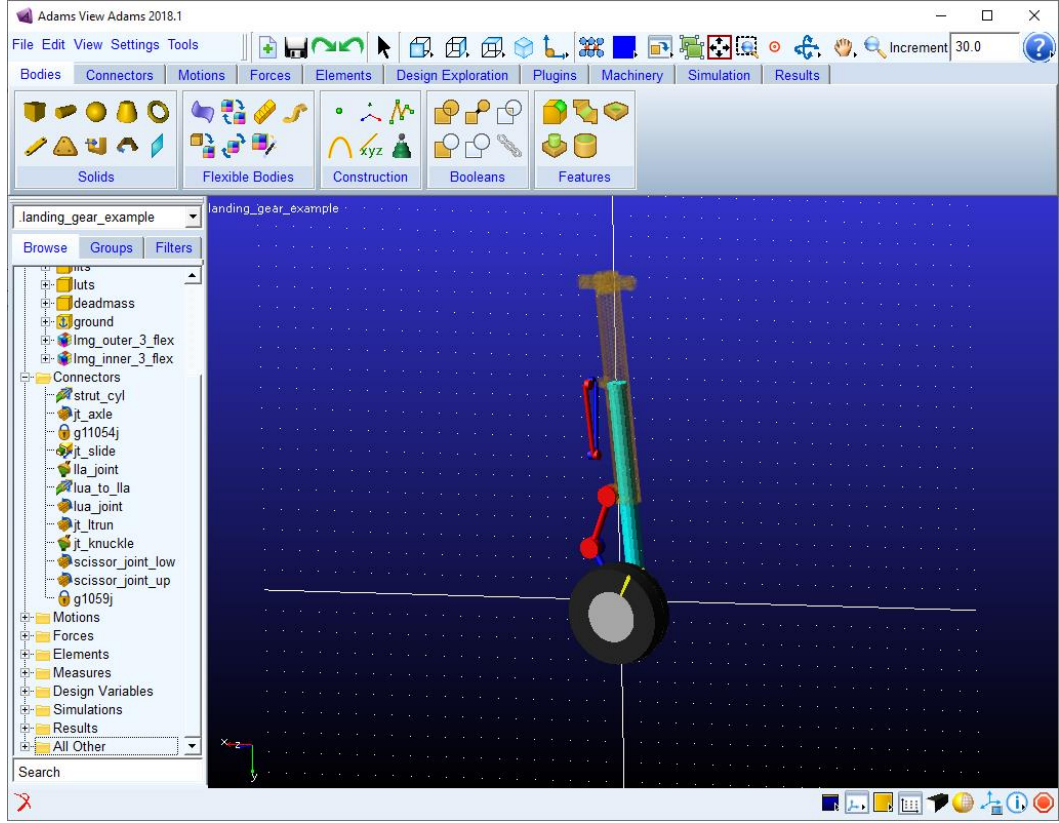 Adams View Adams 2018.1
File Edit View Settings Tools
Increment 30.0
Bodies Connectors Motions Forces Elements Design Exploration Plugins Machinery Simulation Results
xyz
Solids Flexible Bodies Construction Booleans Features
.landing_gear_example
landing_gear_example
Browse Groups Filters
luts
deadmass
ground
lmg_outer_3_flex
lmg_inner_3_flex
Connectors
strut_cyl
jt_axle
g11054j
jt_slide
lla_joint
lua_to_lla
lua_joint
jt_ltrun
jt_knuckle
scissor_joint_low
scissor_joint_up
g1059j
Motions
Forces
Elements
Measures
Design Variables
Simulations
Results
All Other
Search
x z
y